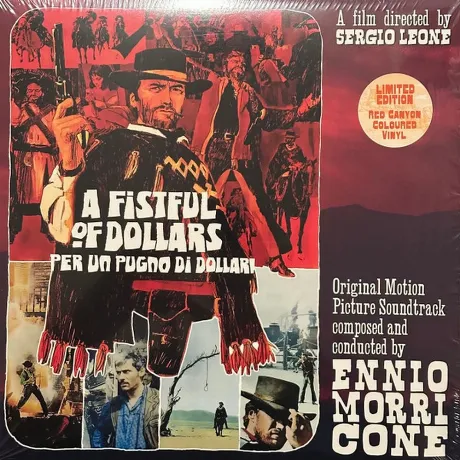 A film directed by
SERGIO LEONE
LIMITED
EDITION
RED CANYON
COLOURED
VINYL
A FISTFUL
OF DOLLARS
PER UN PUGNO DI DOLLARI
Original Motion
Picture Soundtrack
composed and
conducted by
ENNIO
MORRI
CONE